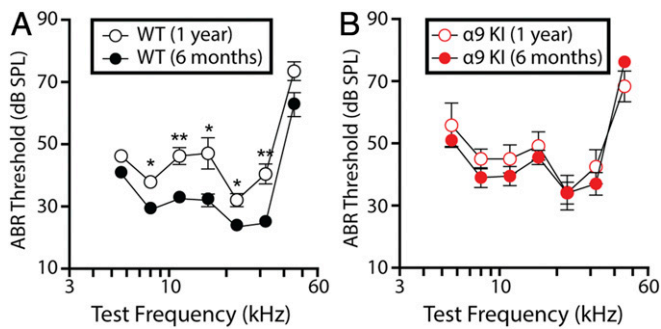 A
WT (1 year)
WT (6 months)
ABR Threshold (dB SPL)
90
70
50
30
10
* ** * * **
3 10 60
Test Frequency (kHz)
B
α9 KI (1 year)
α9 KI (6 months)
ABR Threshold (dB SPL)
90
70
50
30
10
3 10 60
Test Frequency (kHz)